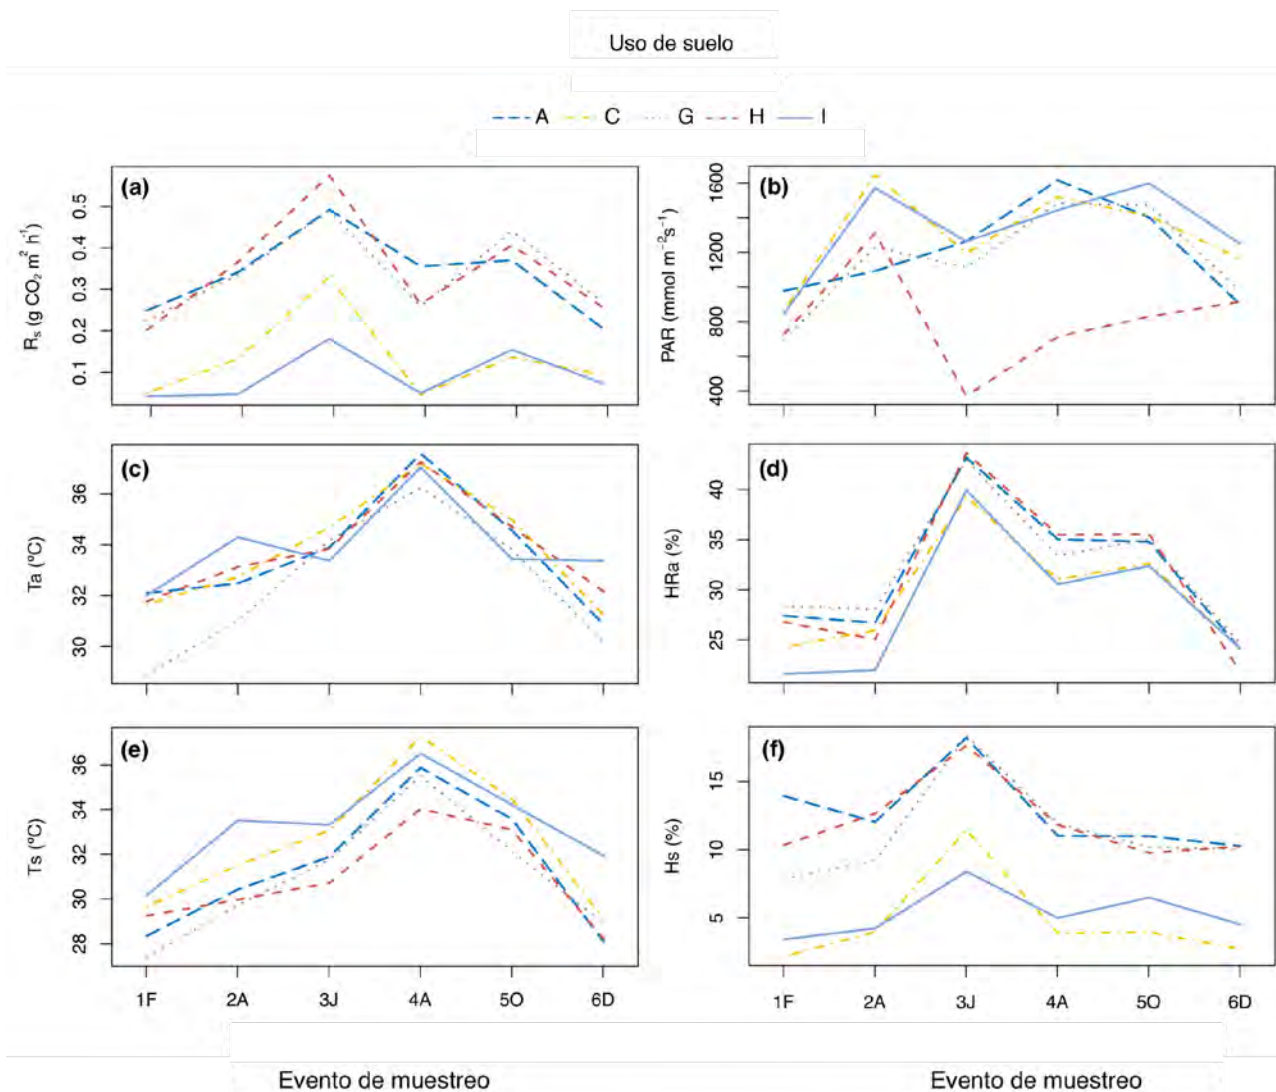 Uso de suelo
A C G H I
(a)
R_s (g CO_2 m^2 h^1)
0.5
0.4
0.3
0.2
0.1
(b)
PAR (mmol m^−2 s^−1)
1600
1200
800
400
(c)
Ta (ºC)
36
34
32
30
(d)
HRa (%)
40
35
30
25
(e)
Ts (ºC)
36
34
32
30
28
1F 2A 3J 4A 5O 6D
(f)
Hs (%)
15
10
5
1F 2A 3J 4A 5O 6D
Evento de muestreo
Evento de muestreo